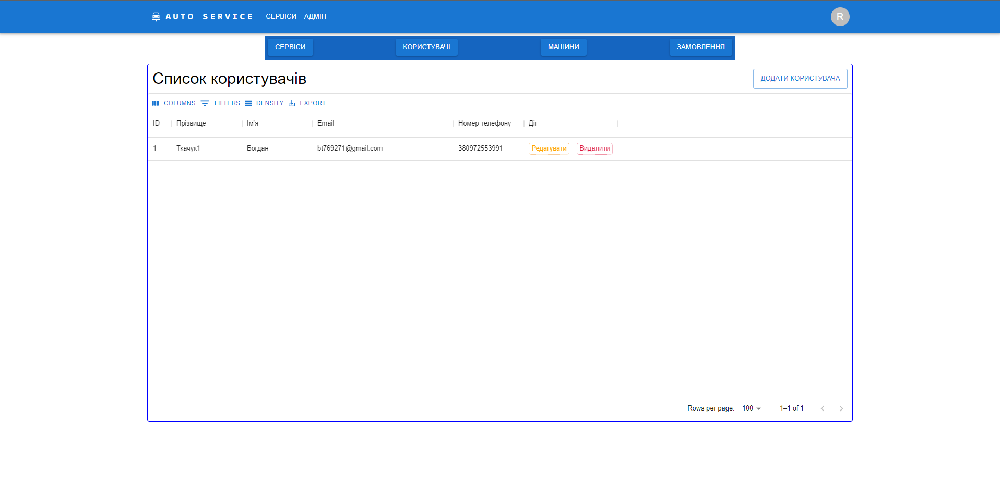 AUTO SERVICE СЕРВІСИ АДМІН R
СЕРВІСИ КОРИСТУВАЧІ МАШИНИ ЗАМОВЛЕННЯ
Список користувачів ДОДАТИ КОРИСТУВАЧА
COLUMNS FILTERS DENSITY EXPORT
ID Прізвище Ім'я Email Номер телефону Дії
1 Ткачук1 Богдан bt769271@gmail.com 380972553991 Редагувати Видалити
Rows per page: 100 1–1 of 1